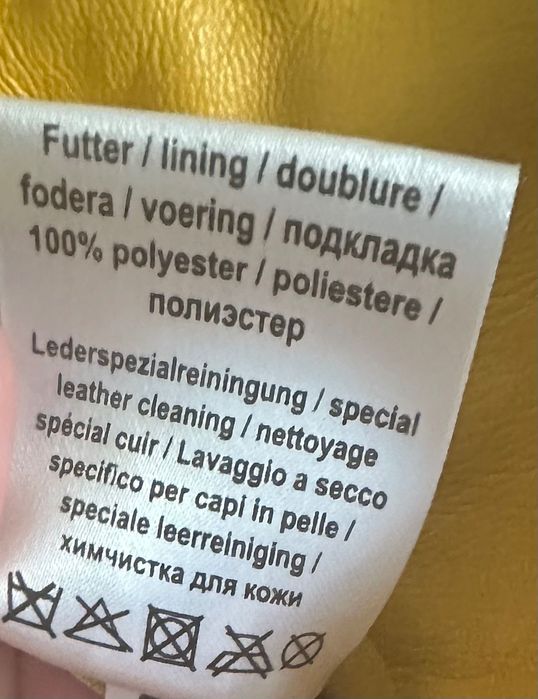 Futter / lining / doublure /
fodera / voering / подкладка
100% polyester / poliestere /
полиэстер
Lederspezialreiningung / special
leather cleaning / nettoyage
spécial cuir / Lavaggio a secco
specifico per capi in pelle /
speciale leerreiniging /
химчистка для кожи